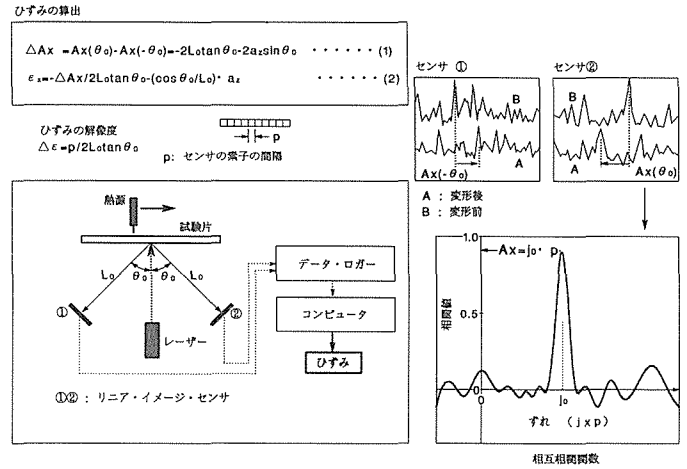 ひずみの算出
△Ax =Ax(θ₀)-Ax(-θ₀)=-2L₀tanθ₀-2a₂sinθ₀ ・・・・・・(1)
εx=-△Ax/2L₀tanθ₀-(cosθ₀/L₀)・a₂ ・・・・・・(2)
ひずみの解像度
△ε=p/2L₀tanθ₀
p
p: センサの素子の間隔
熱源
試験片
A
L₀ θ₀ θ₀ L₀
① ②
レーザー
データ・ロガー
コンピュータ
ひずみ
①②: リニア・イメージ・センサ
センサ ①
B
A
Ax(-θ₀)
センサ②
B
A
Ax(θ₀)
A : 変形後
B : 変形前
1.0
Ax=j₀・p
0.5
相関値
0
0
j₀
ずれ (j×p)
相互相関関数